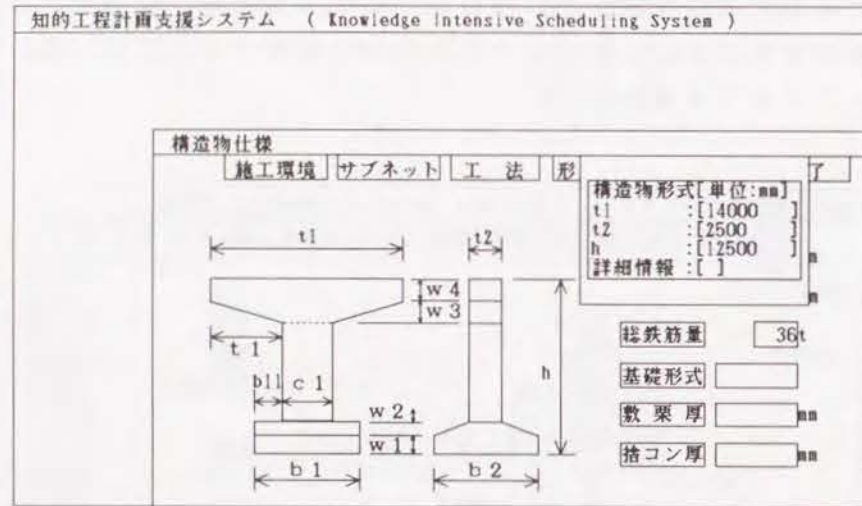 知的工程計画支援システム ( Knowledge Intensive Scheduling System )
構造物仕様
施工環境 サブネット 工 法 形 了
構造物形式[単位:mm]
t1 :[14000 ]
t2 :[2500 ]
h :[12500 ]
詳細情報 :[ ]
m
m
t1 t2
w 4
w 3
t 1
h
b11 c 1
w 2
w 1
b 1 b 2
総鉄筋量 36t
基礎形式
敷 栗 厚 mm
捨コン厚 mm